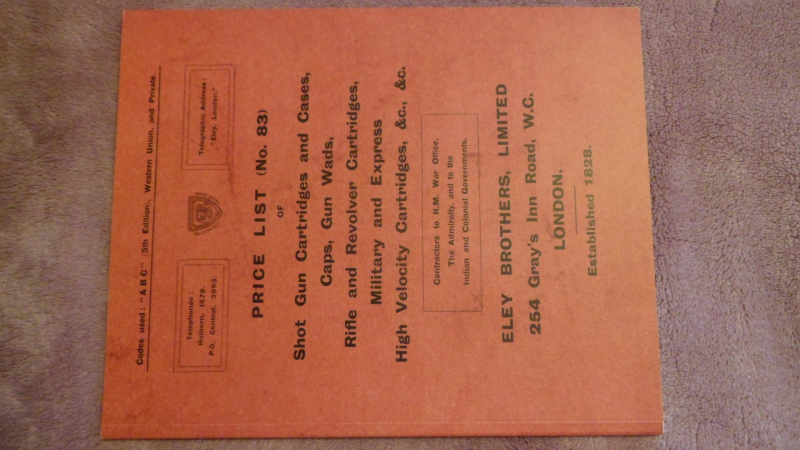 Codes used: "A B C" (5th Edition), Western Union, and Private.
Telephones:
Holborn, 1676.
P.O. Central, 3993.
Telegraphic Address:
"Eley, London."
PRICE LIST (No. 83)
OF
Shot Gun Cartridges and Cases,
Caps, Gun Wads,
Rifle and Revolver Cartridges,
Military and Express
High Velocity Cartridges, &c., &c.
Contractors to H.M. War Office,
The Admiralty, and to the
Indian and Colonial Governments.
ELEY BROTHERS, LIMITED
254 Gray's Inn Road, W.C.
LONDON.
Established 1828.